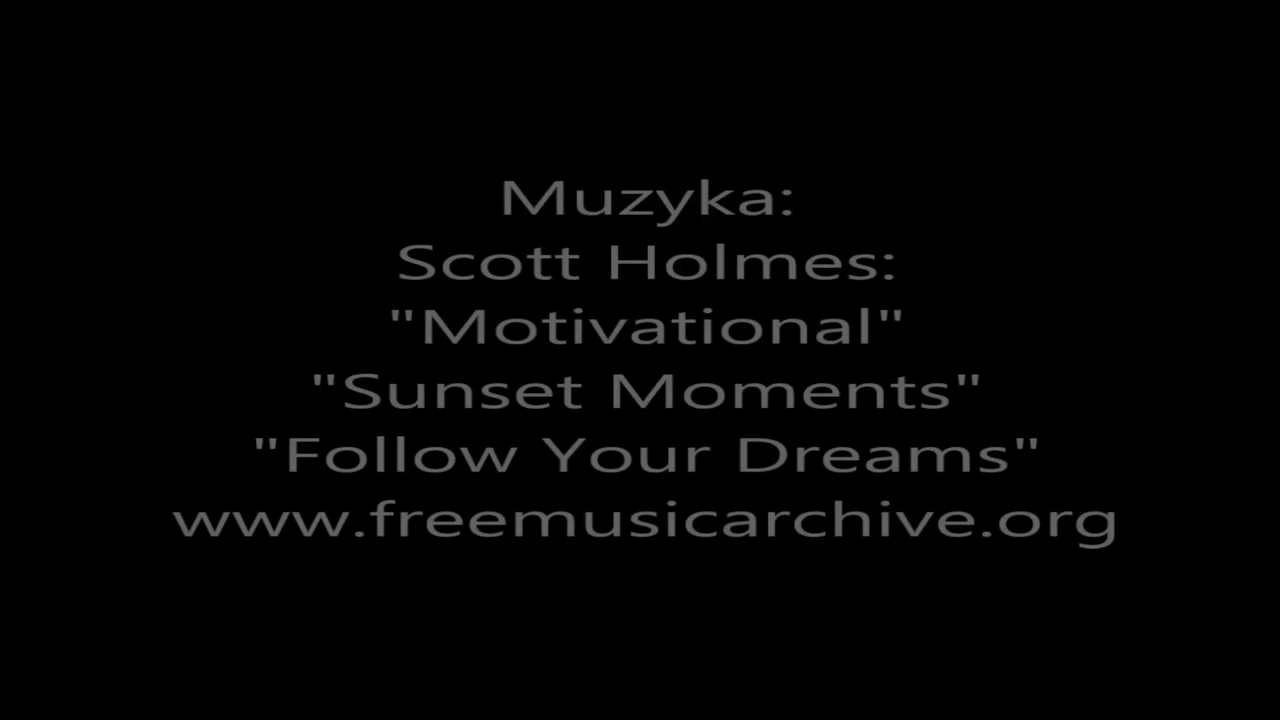 Muzyka:
Scott Holmes:
"Motivational"
"Sunset Moments"
"Follow Your Dreams"
www.freemusicarchive.org